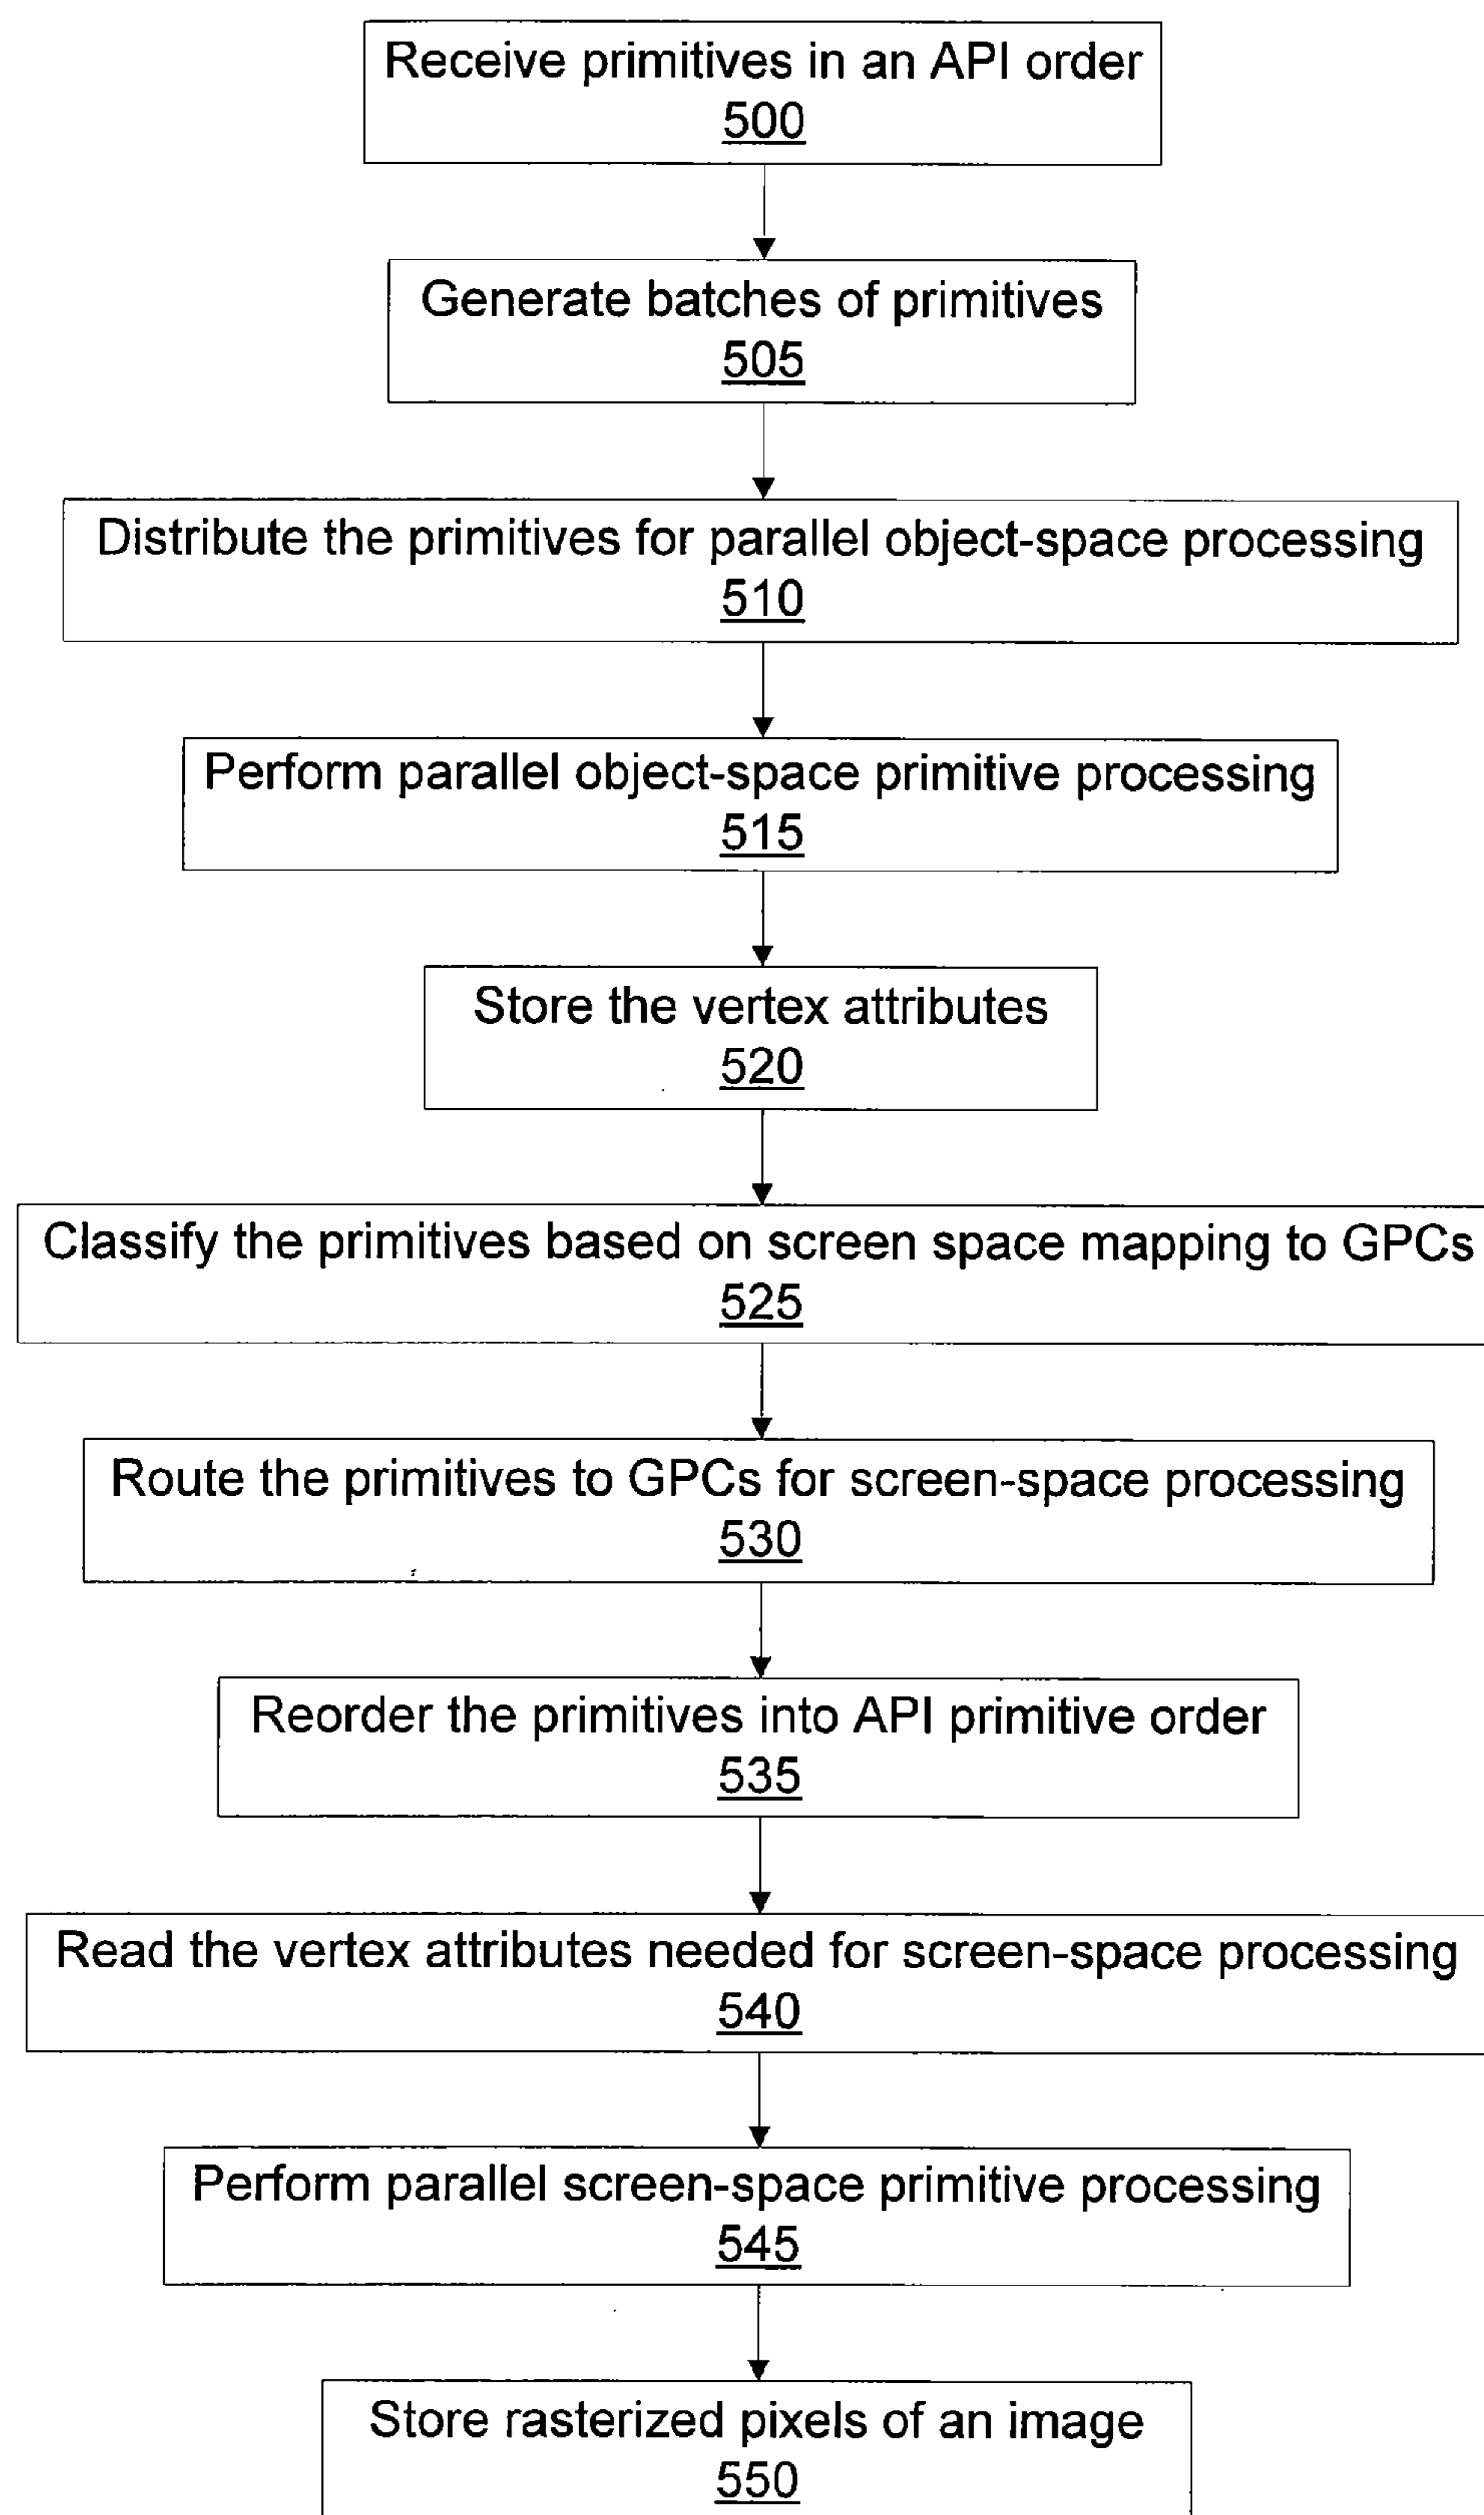 Receive primitives in an API order
500
Generate batches of primitives
505
Distribute the primitives for parallel object-space processing
510
Perform parallel object-space primitive processing
515
Store the vertex attributes
520
Classify the primitives based on screen space mapping to GPCs
525
Route the primitives to GPCs for screen-space processing
530
Reorder the primitives into API primitive order
535
Read the vertex attributes needed for screen-space processing
540
Perform parallel screen-space primitive processing
545
Store rasterized pixels of an image
550